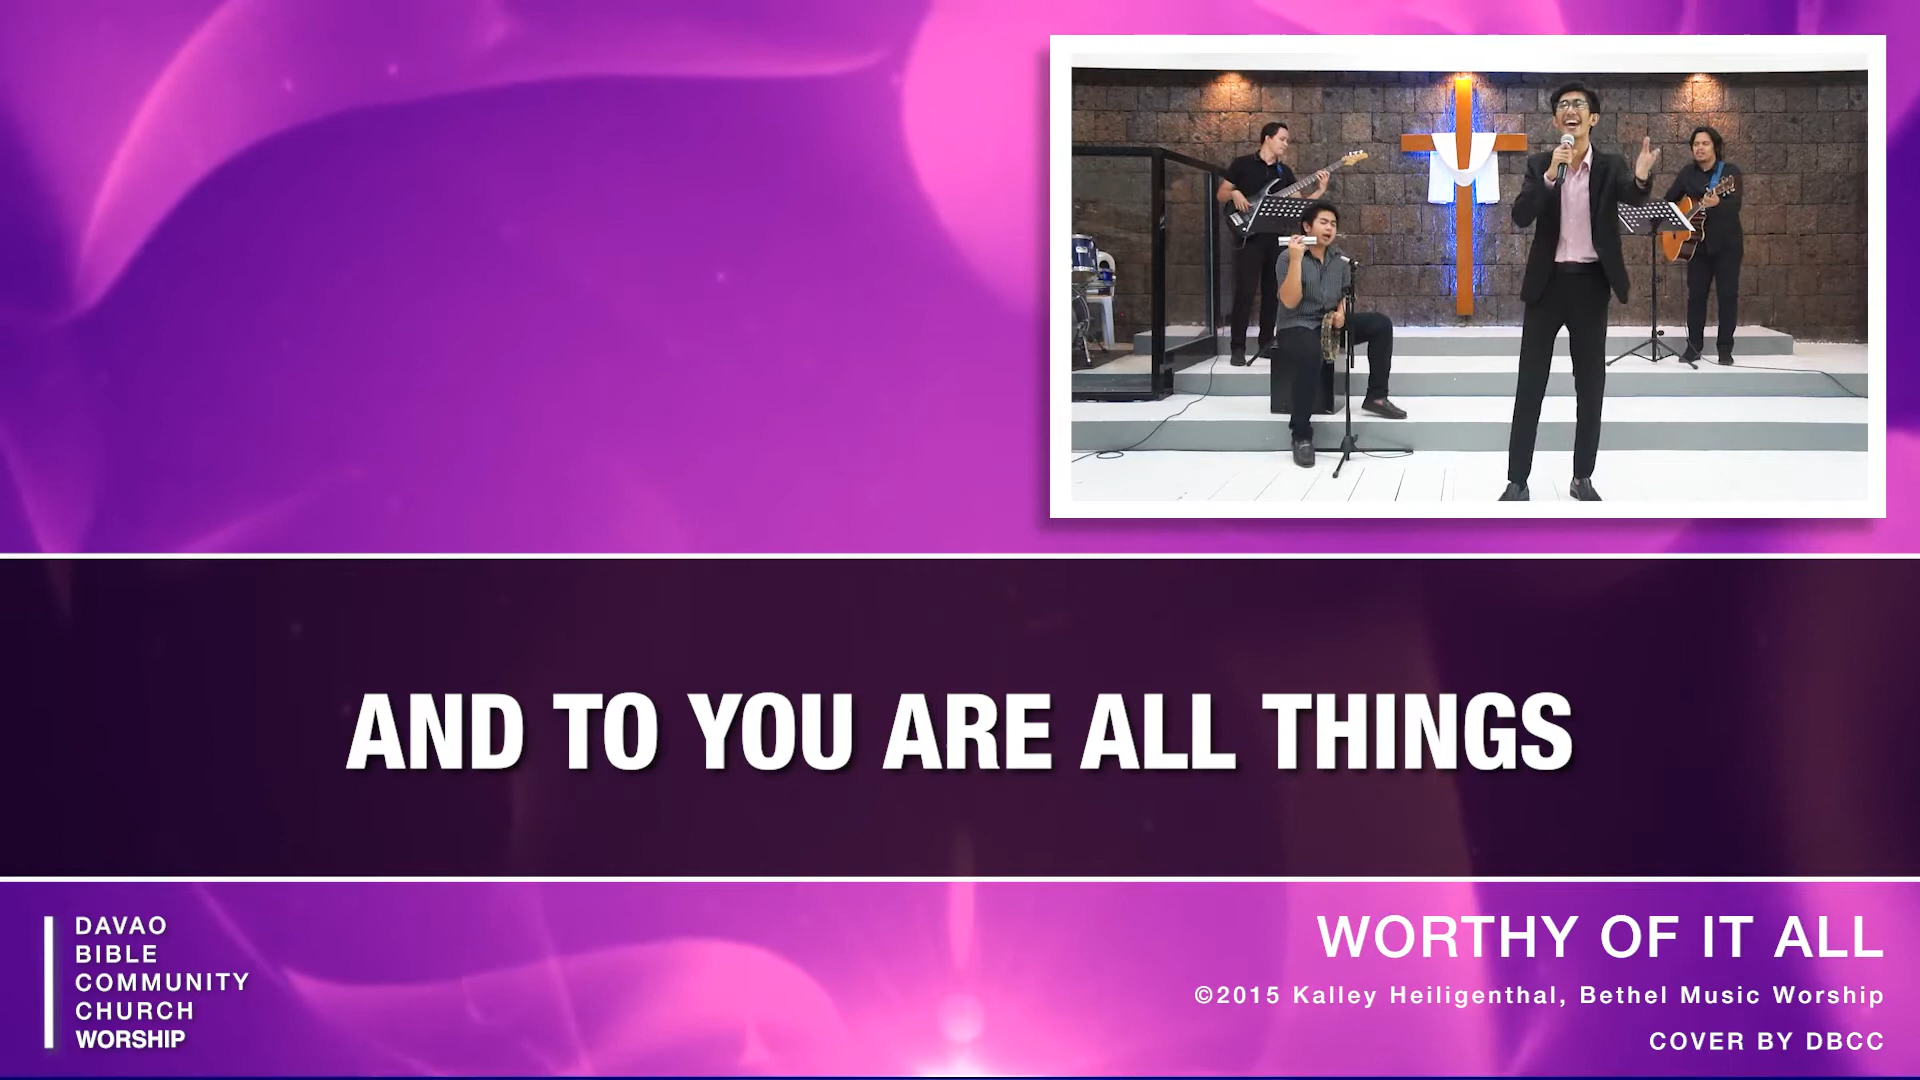 AND TO YOU ARE ALL THINGS
DAVAO
BIBLE
COMMUNITY
CHURCH
WORSHIP
WORTHY OF IT ALL
©2015 Kalley Heiligenthal, Bethel Music Worship
COVER BY DBCC